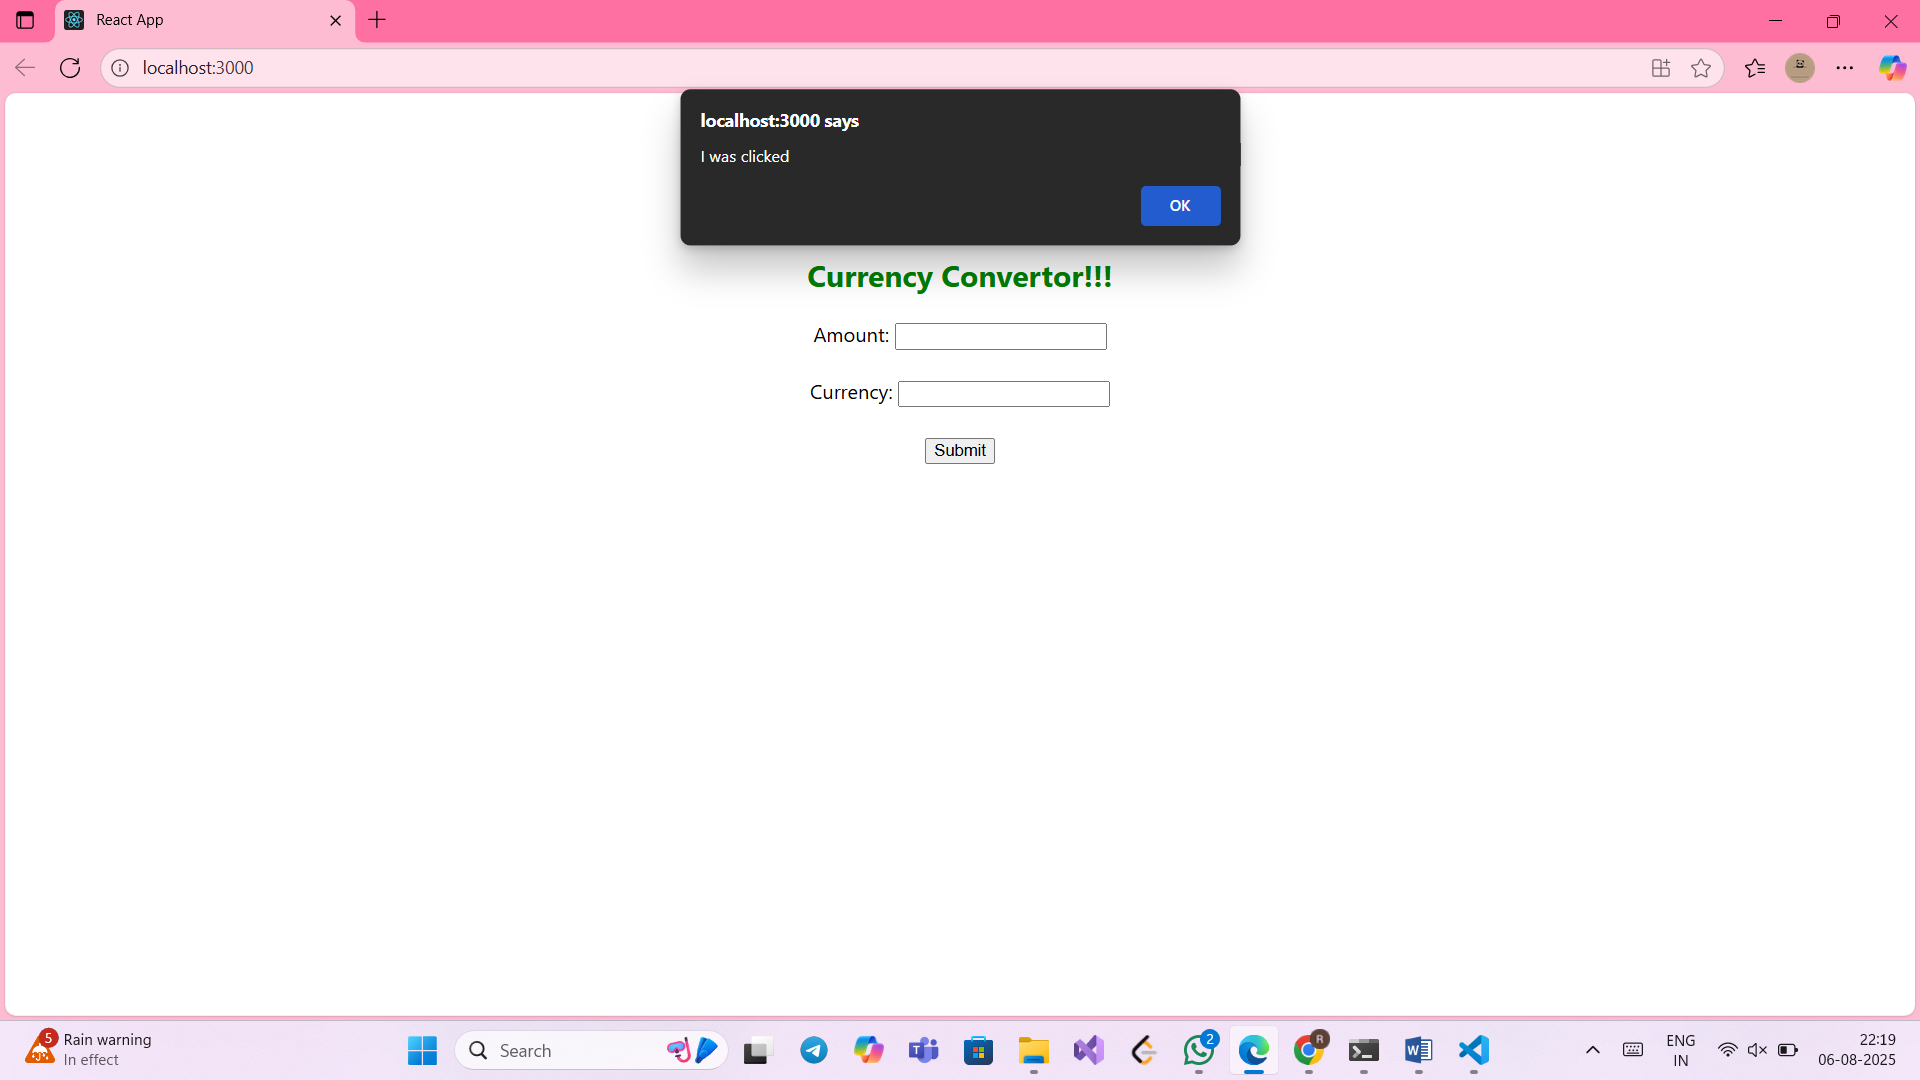 React App
localhost:3000
localhost:3000 says
I was clicked
OK
Currency Convertor!!!
Amount:
Currency:
Submit
5
Rain warning
In effect
Search
2
R
ENG
IN
22:19
06-08-2025